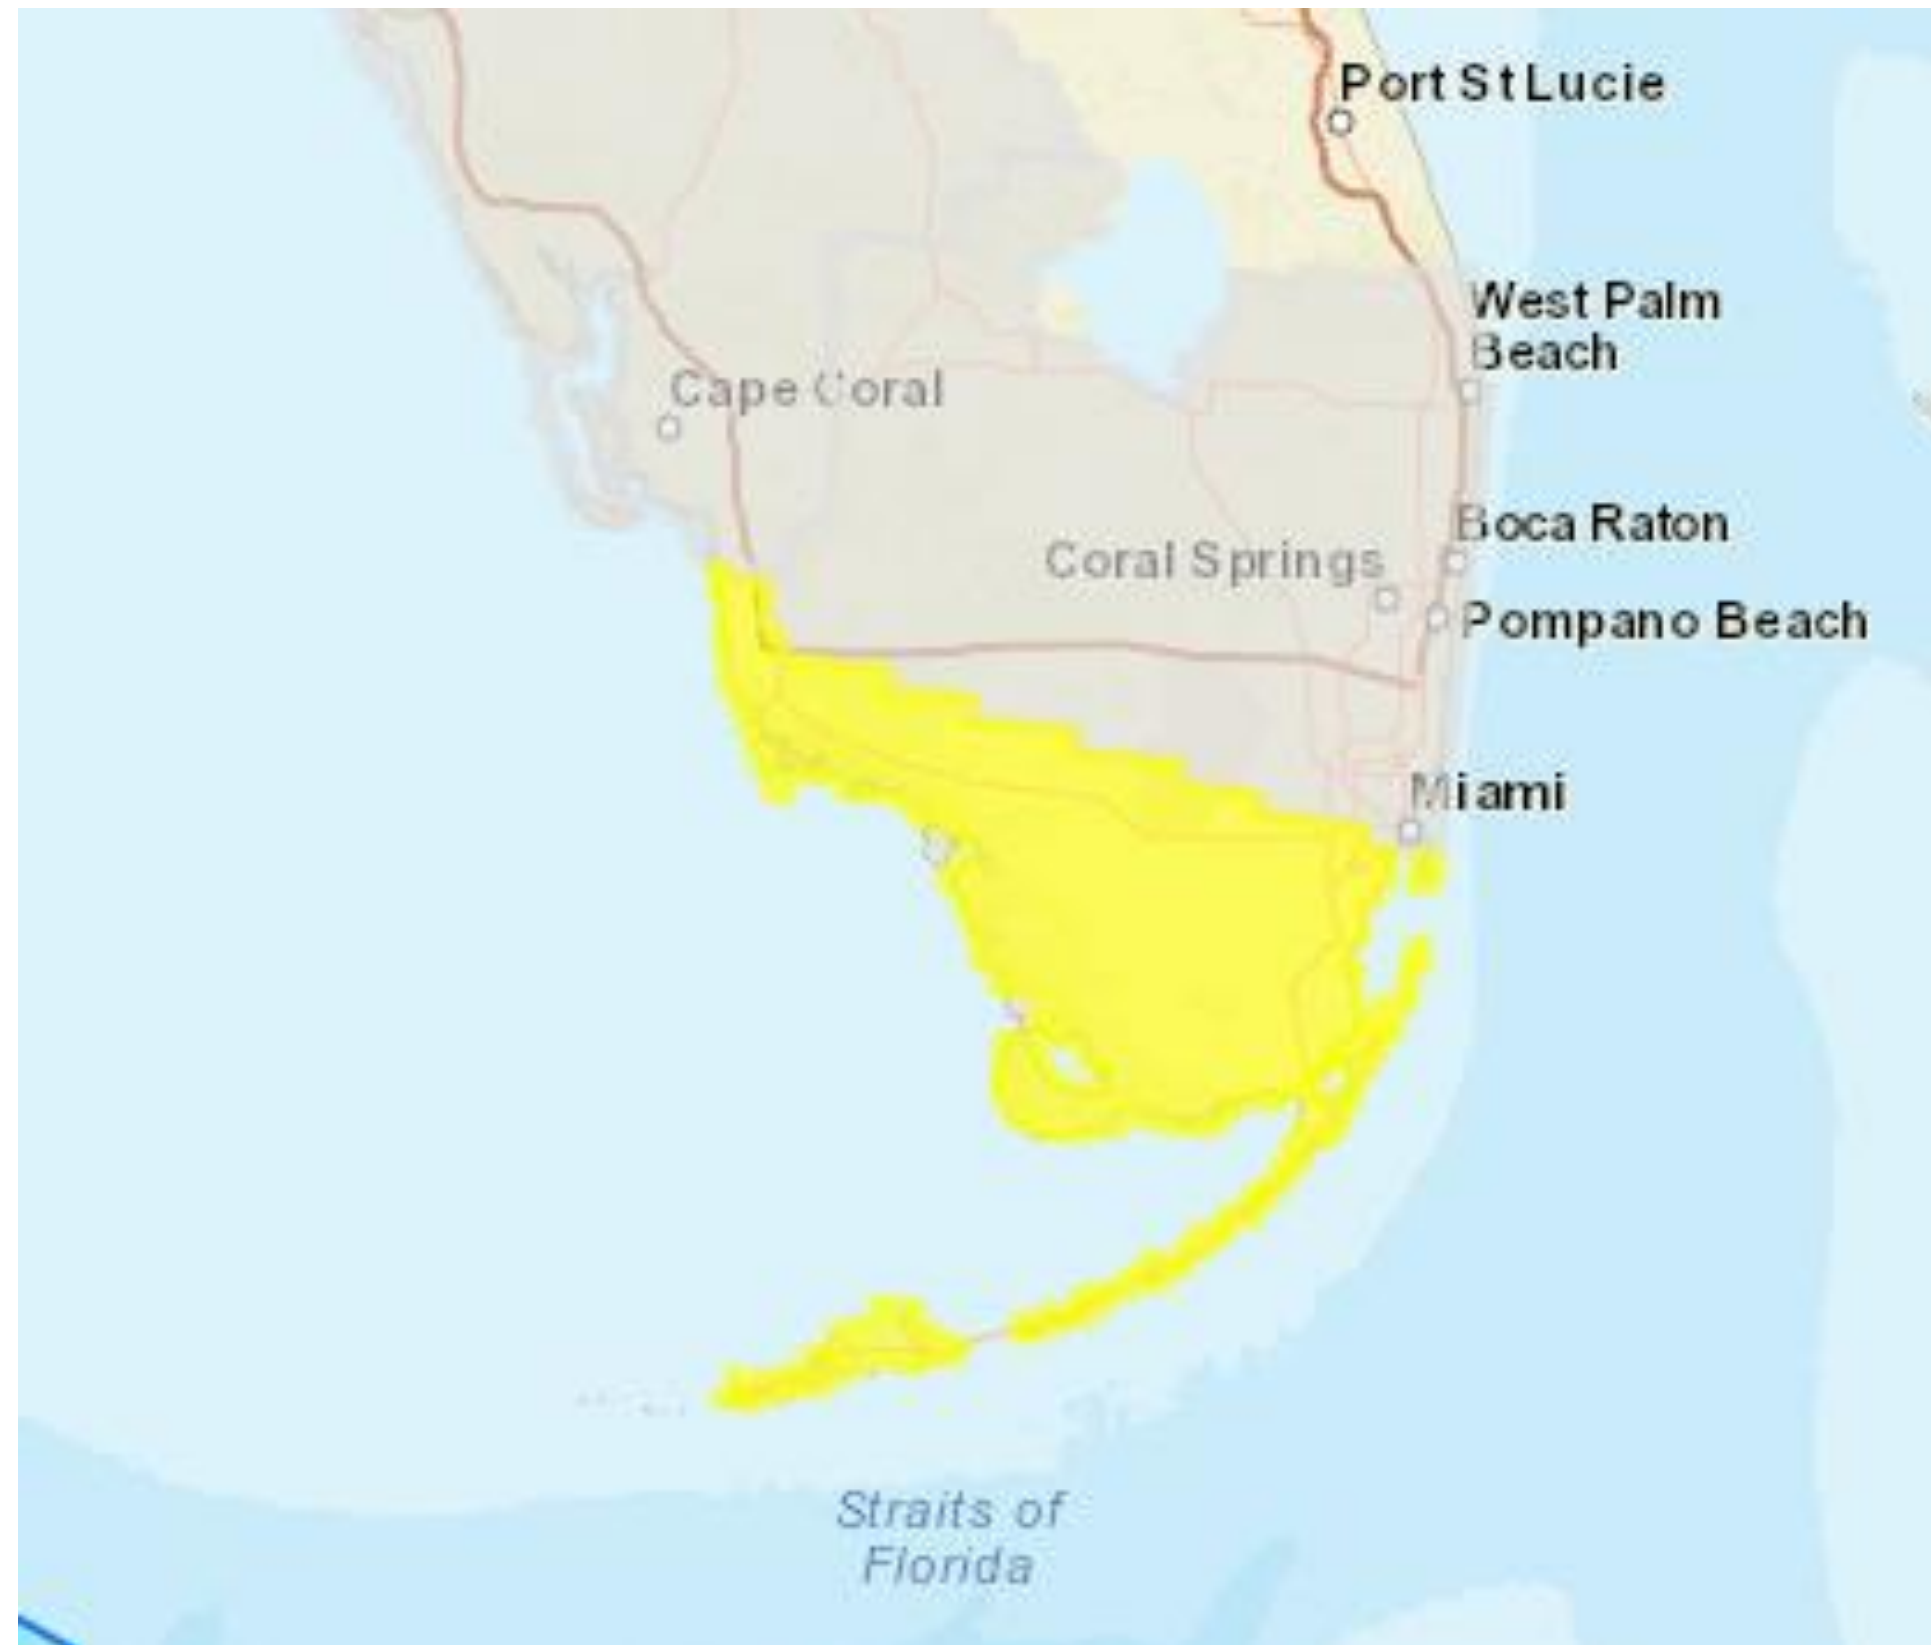 Port St Lucie
West Palm
Beach
Cape Coral
Boca Raton
Coral Springs
Pompano Beach
Miami
Straits of
Florida